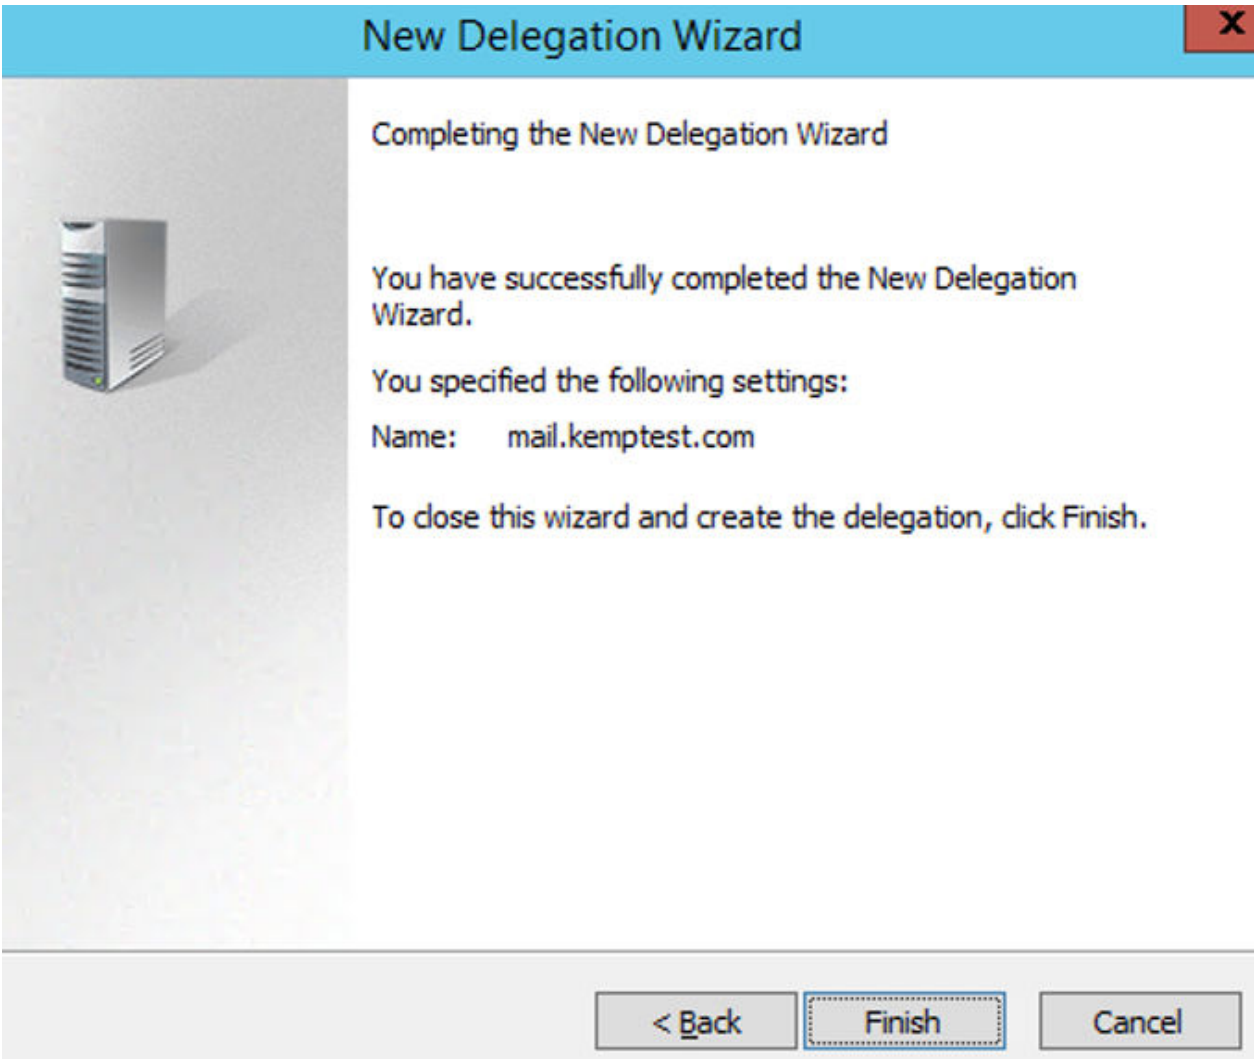 New Delegation Wizard
x
Completing the New Delegation Wizard
You have successfully completed the New Delegation
Wizard.
You specified the following settings:
Name: mail.kemptest.com
To close this wizard and create the delegation, click Finish.
< Back Finish Cancel